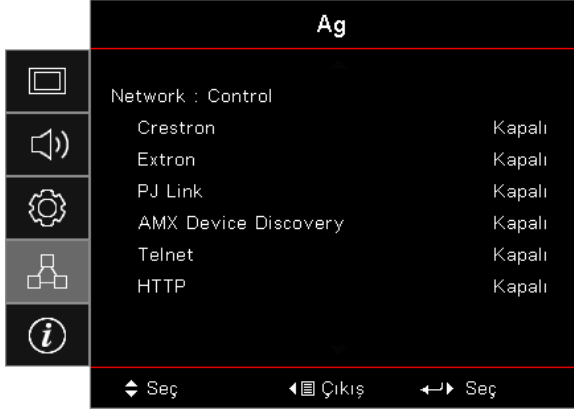 Ag
Network : Control
Crestron Kapalı
Extron Kapalı
PJ Link Kapalı
AMX Device Discovery Kapalı
Telnet Kapalı
HTTP Kapalı
Seç Çıkış Seç